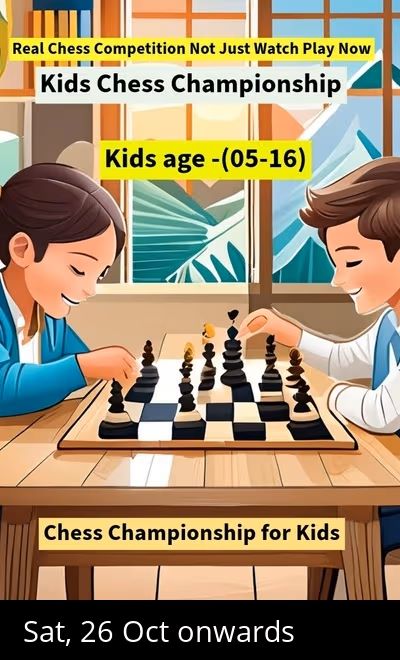 Real Chess Competition Not Just Watch Play Now
Kids Chess Championship
Kids age -(05-16)
Chess Championship for Kids
Sat, 26 Oct onwards